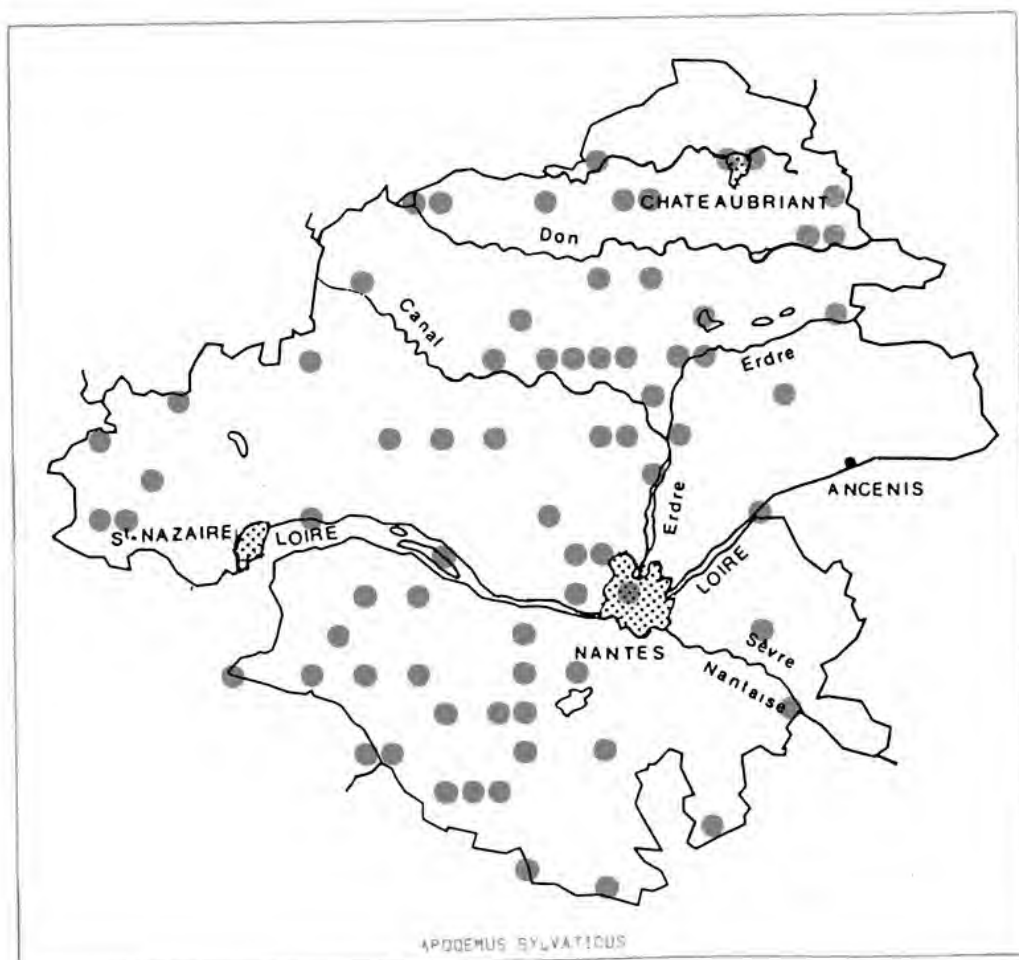 CHATEAUBRIANT
Don
Canal
Erdre
ANCENIS
Erdre
St-NAZAIRE
LOIRE
LOIRE
NANTES
Sèvre
Nantaise
APODEMUS SYLVATICUS